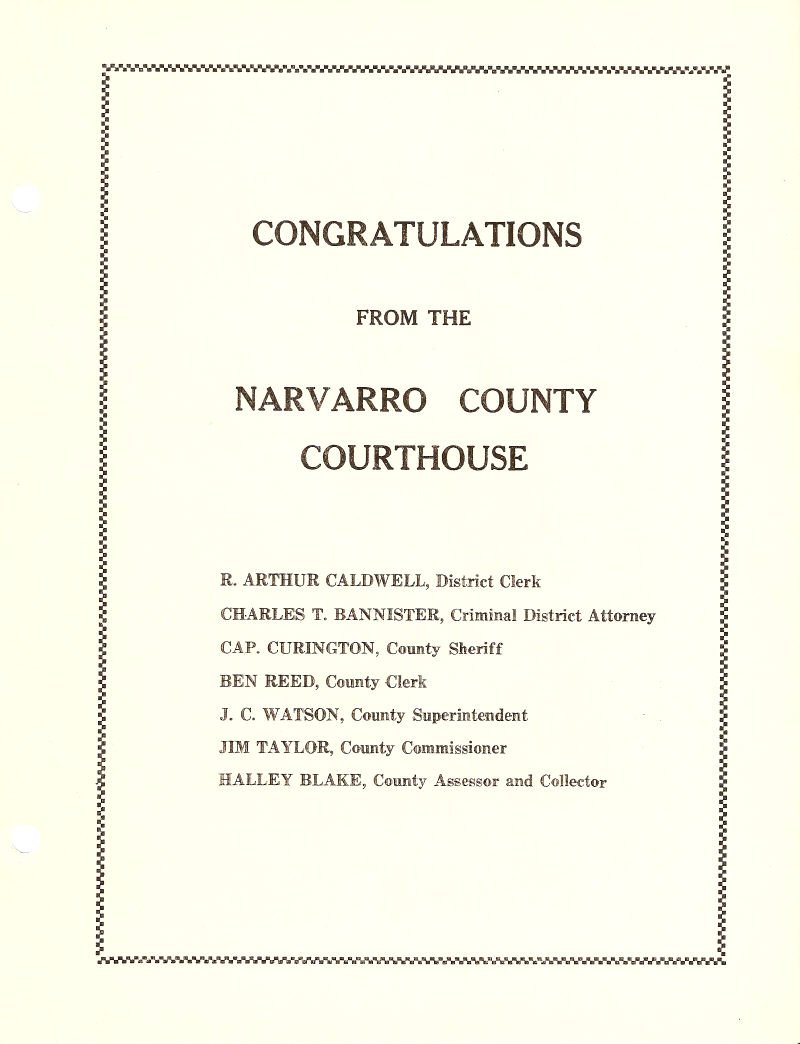 CONGRATULATIONS
FROM THE
NARVARRO COUNTY
COURTHOUSE
R. ARTHUR CALDWELL, District Clerk
CHARLES T. BANNISTER, Criminal District Attorney
CAP. CURINGTON, County Sheriff
BEN REED, County Clerk
J. C. WATSON, County Superintendent
JIM TAYLOR, County Commissioner
HALLEY BLAKE, County Assessor and Collector